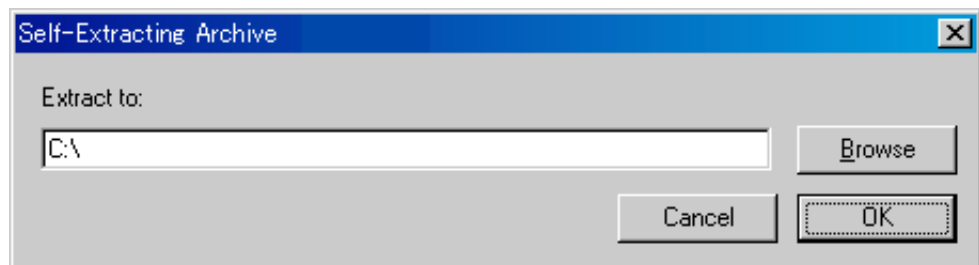 Self-Extracting Archive
Extract to:
C:\
Browse
Cancel
OK